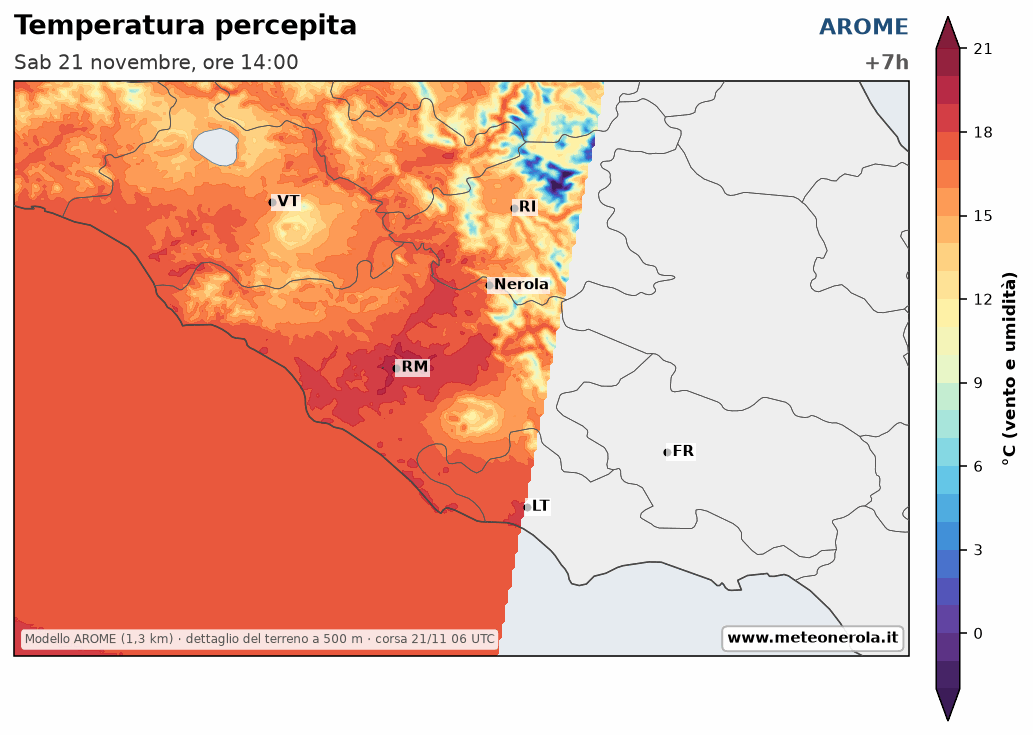 Temperatura percepita
AROME
Sab 21 novembre, ore 14:00
+7h
21
18
15
12
9
6
3
0
°C (vento e umidità)
VT
RI
Nerola
RM
FR
LT
Modello AROME (1,3 km) · dettaglio del terreno a 500 m · corsa 21/11 06 UTC
www.meteonerola.it